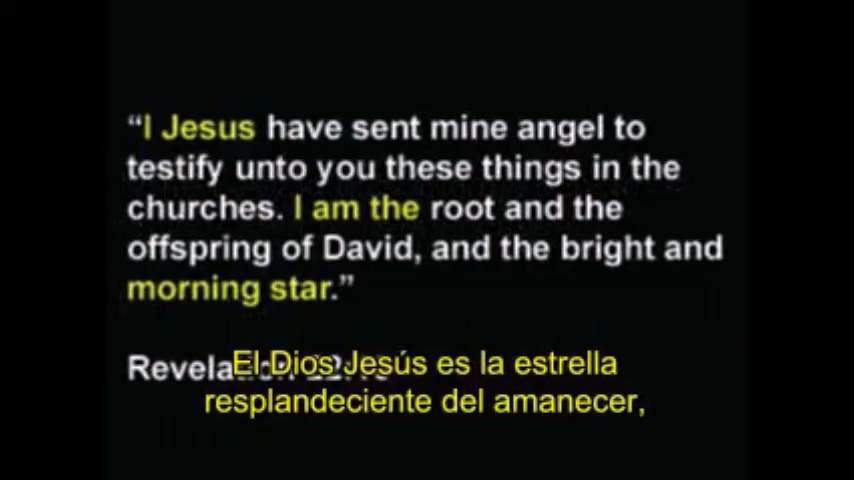 “I Jesus have sent mine angel to
testify unto you these things in the
churches. I am the root and the
offspring of David, and the bright and
morning star.”
El Dios Jesús es la estrella
resplandeciente del amanecer,